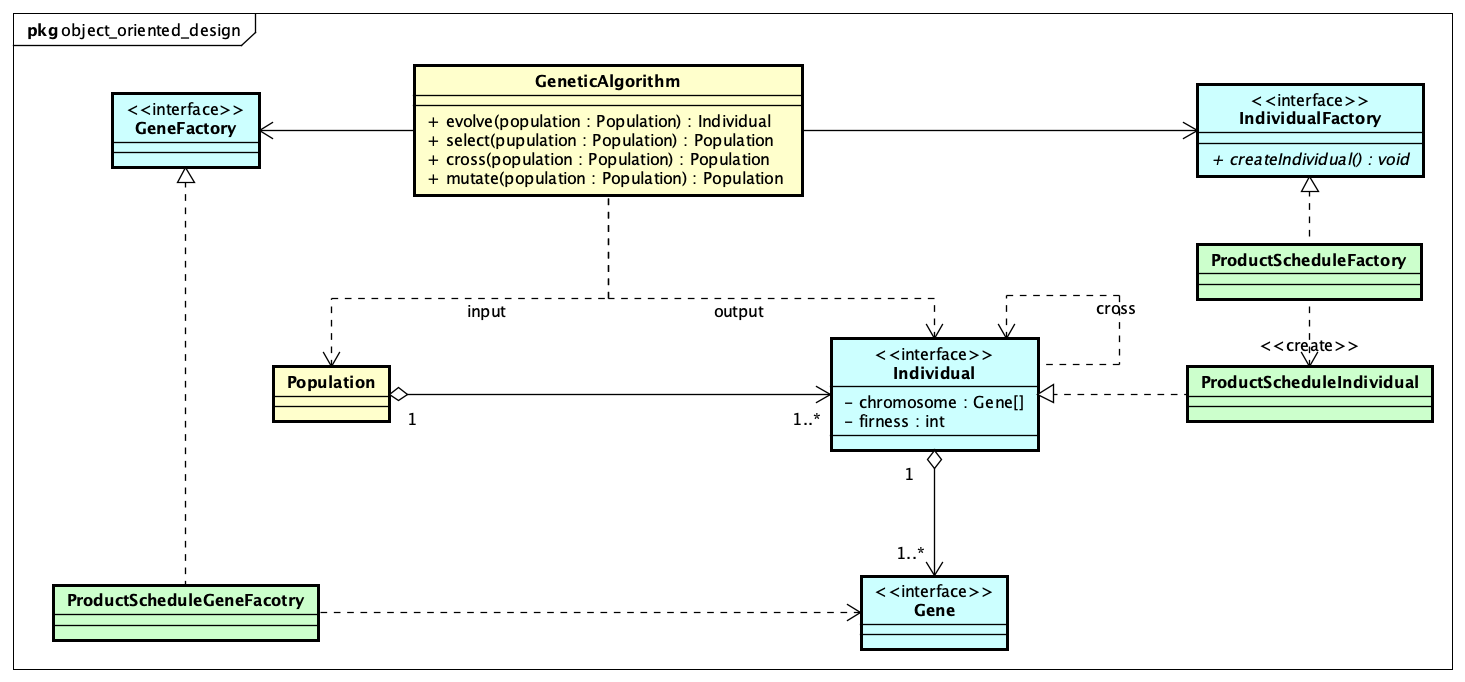 pkg object_oriented_design
GeneticAlgorithm
+ evolve(population : Population) : Individual
+ select(pupulation : Population) : Population
+ cross(population : Population) : Population
+ mutate(population : Population) : Population
<<interface>>
GeneFactory
<<interface>>
IndividualFactory
+ createIndividual() : void
ProductScheduleFactory
input
output
cross
<<create>>
<<interface>>
Individual
- chromosome : Gene[]
- firness : int
Population
ProductScheduleIndividual
1
1..*
1
1..*
<<interface>>
Gene
ProductScheduleGeneFacotry